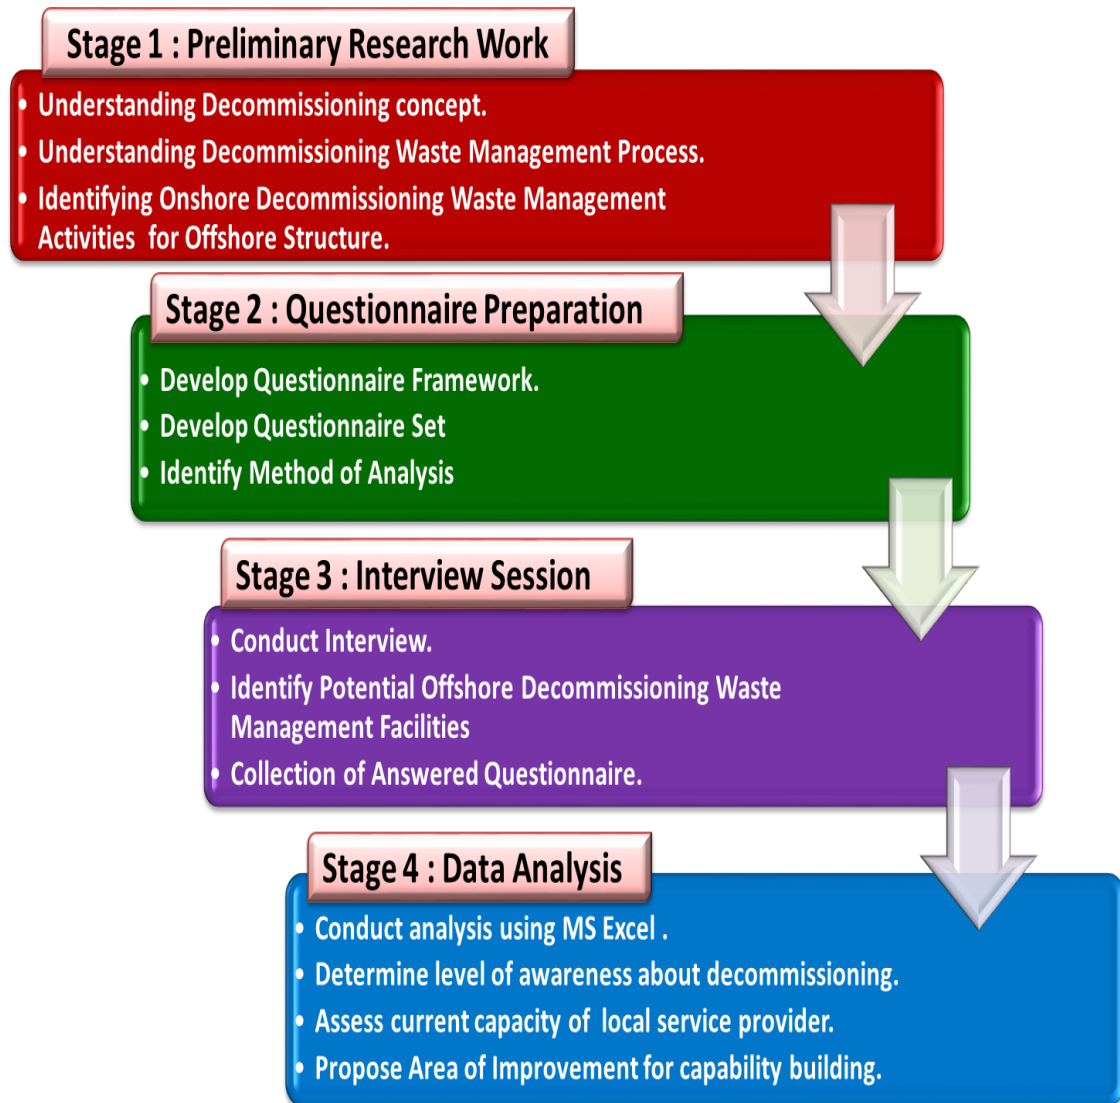 Stage 1 : Preliminary Research Work
• Understanding Decommissioning concept.
• Understanding Decommissioning Waste Management Process.
• Identifying Onshore Decommissioning Waste Management
Activities for Offshore Structure.
Stage 2 : Questionnaire Preparation
• Develop Questionnaire Framework.
• Develop Questionnaire Set
• Identify Method of Analysis
Stage 3 : Interview Session
• Conduct Interview.
• Identify Potential Offshore Decommissioning Waste
Management Facilities
• Collection of Answered Questionnaire.
Stage 4 : Data Analysis
• Conduct analysis using MS Excel .
• Determine level of awareness about decommissioning.
• Assess current capacity of local service provider.
• Propose Area of Improvement for capability building.